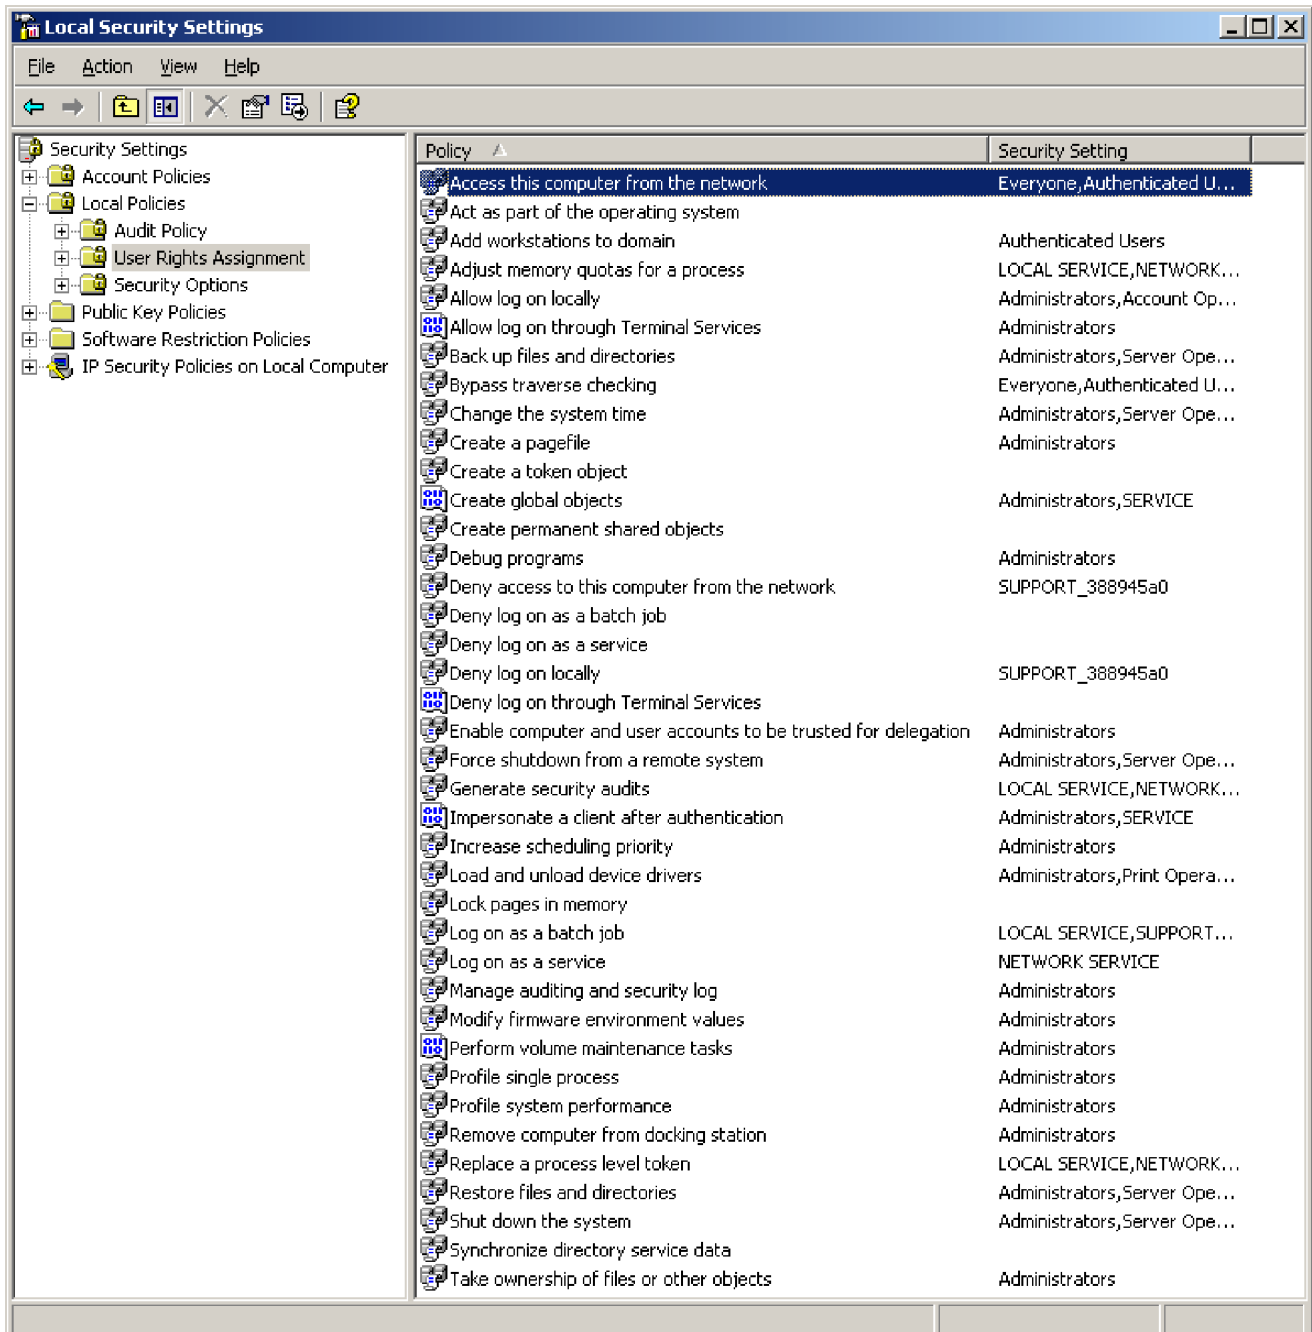 Local Security Settings
File Action View Help
Security Settings
Account Policies
Local Policies
Audit Policy
User Rights Assignment
Security Options
Public Key Policies
Software Restriction Policies
IP Security Policies on Local Computer
Policy Security Setting
Access this computer from the network Everyone,Authenticated U...
Act as part of the operating system
Add workstations to domain Authenticated Users
Adjust memory quotas for a process LOCAL SERVICE,NETWORK...
Allow log on locally Administrators,Account Op...
Allow log on through Terminal Services Administrators
Back up files and directories Administrators,Server Ope...
Bypass traverse checking Everyone,Authenticated U...
Change the system time Administrators,Server Ope...
Create a pagefile Administrators
Create a token object
Create global objects Administrators,SERVICE
Create permanent shared objects
Debug programs Administrators
Deny access to this computer from the network SUPPORT_388945a0
Deny log on as a batch job
Deny log on as a service
Deny log on locally SUPPORT_388945a0
Deny log on through Terminal Services
Enable computer and user accounts to be trusted for delegation Administrators
Force shutdown from a remote system Administrators,Server Ope...
Generate security audits LOCAL SERVICE,NETWORK...
Impersonate a client after authentication Administrators,SERVICE
Increase scheduling priority Administrators
Load and unload device drivers Administrators,Print Opera...
Lock pages in memory
Log on as a batch job LOCAL SERVICE,SUPPORT...
Log on as a service NETWORK SERVICE
Manage auditing and security log Administrators
Modify firmware environment values Administrators
Perform volume maintenance tasks Administrators
Profile single process Administrators
Profile system performance Administrators
Remove computer from docking station Administrators
Replace a process level token LOCAL SERVICE,NETWORK...
Restore files and directories Administrators,Server Ope...
Shut down the system Administrators,Server Ope...
Synchronize directory service data
Take ownership of files or other objects Administrators